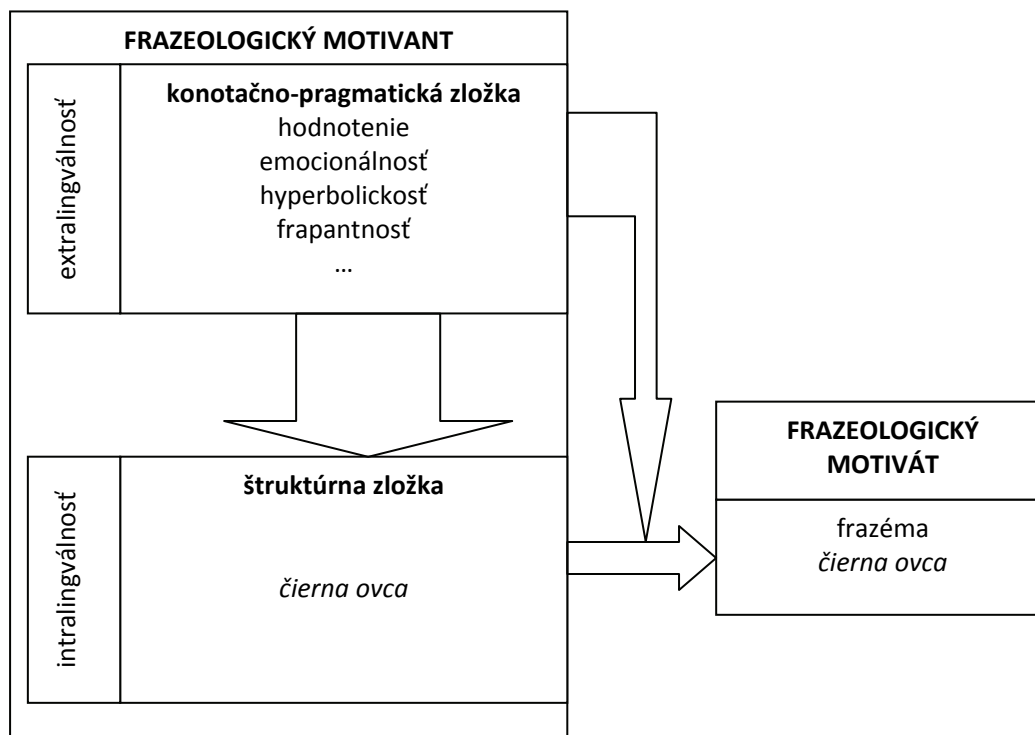 FRAZEOLOGICKÝ MOTIVANT
extralingválnosť
konotačno-pragmatická zložka
hodnotenie
emocionálnosť
hyperbolickosť
frapantnosť
...
intralingválnosť
štruktúrna zložka
čierna ovca
FRAZEOLOGICKÝ
MOTIVÁT
frazéma
čierna ovca